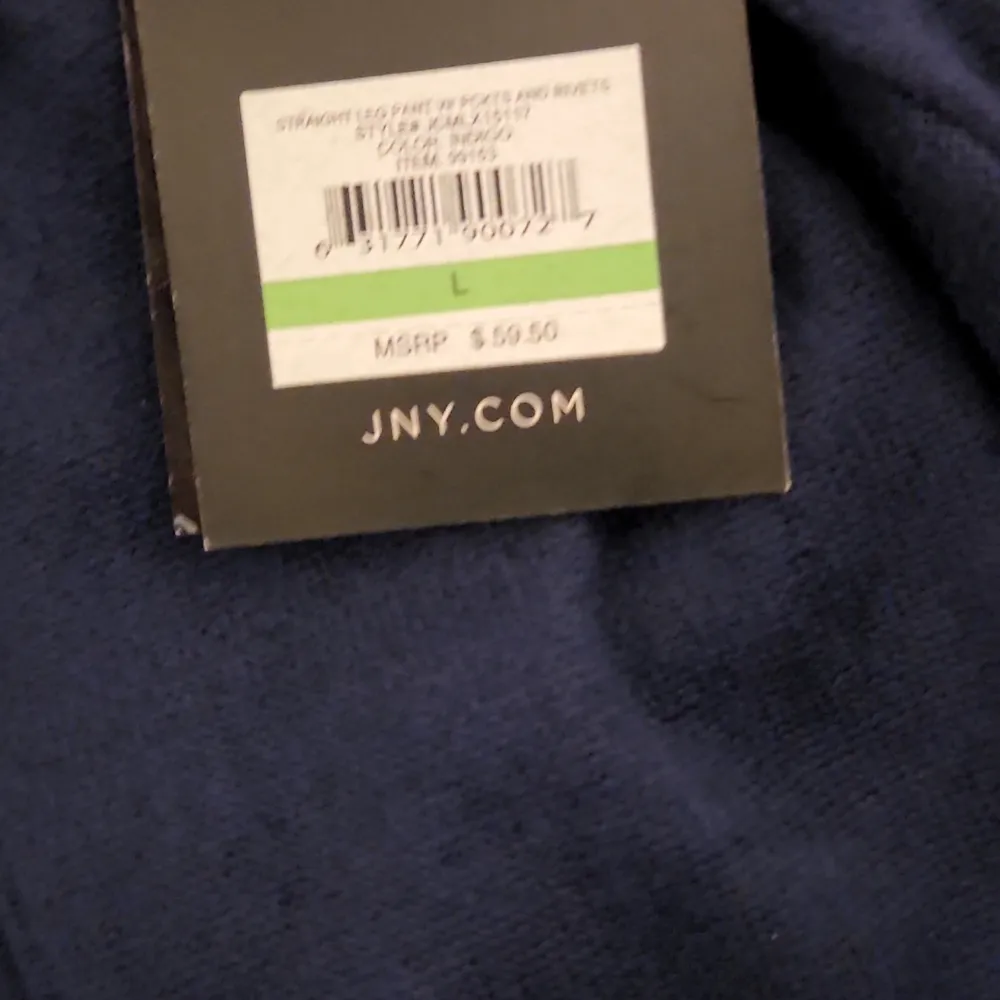 STRAIGHT LEG PANT W/ PCKTS AND RIVETS
STYLE#
COLOR: INDIGO
ITEM: 99163
6 31771 90072 7
L
MSRP $ 59.50
JNY.COM